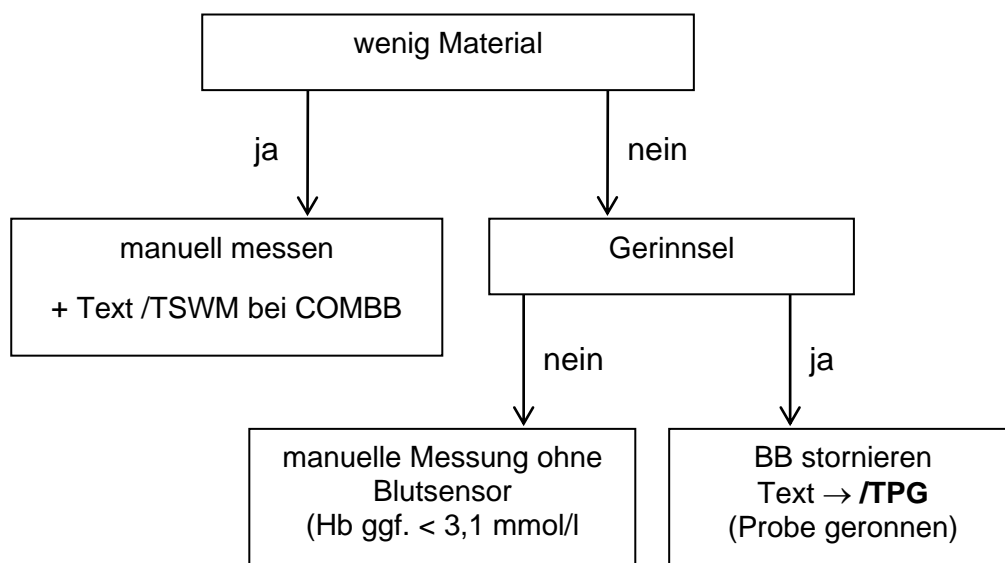 wenig Material
ja
nein
manuell messen
+ Text /TSWM bei COMBB
Gerinnsel
nein
ja
manuelle Messung ohne
Blutsensor
(Hb ggf. < 3,1 mmol/l
BB stornieren
Text → /TPG
(Probe geronnen)